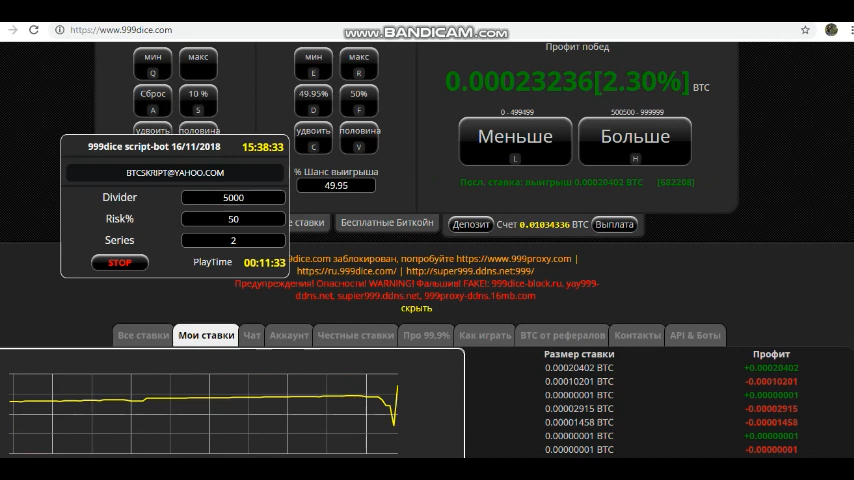 https://www.999dice.com
www.BANDICAM.com
мин макс мин макс Профит побед
Q E R
0.00023236[2.30%] BTC
Сброс 10 % 49.95% 50% 0 - 499499 500500 - 999999
A S D F
Меньше Больше
удвоить половина удвоить половина
L H
C V
999dice script-bot 16/11/2018 15:38:33
BTCSKRIPT@YAHOO.COM
% Шанс выигрыша
49.95
Посл. ставка: выигрыш 0.00020402 BTC [682208]
Divider 5000
Risk% 50
е ставки Бесплатные Биткойн Депозит Счет 0.01034336 BTC Выплата
Series 2
STOP PlayTime 00:11:33
9dice.com заблокирован, попробуйте https://www.999proxy.com |
https://ru.999dice.com/ | http://super999.ddns.net:999/
Предупреждения! Опасности! WARNING! Фальшив! FAKE!: 999dice-block.ru, yay999-
ddns.net, supier999.ddns.net, 999proxy-ddns.16mb.com
скрыть
Все ставки Мои ставки Чат Аккаунт Честные ставки Про 99.9% Как играть BTC от рефералов Контакты API & Боты
Размер ставки Профит
0.00020402 BTC +0.00020402
0.00010201 BTC -0.00010201
0.00000001 BTC +0.00000001
0.00002915 BTC -0.00002915
0.00001458 BTC -0.00001458
0.00000001 BTC +0.00000001
0.00000001 BTC -0.00000001